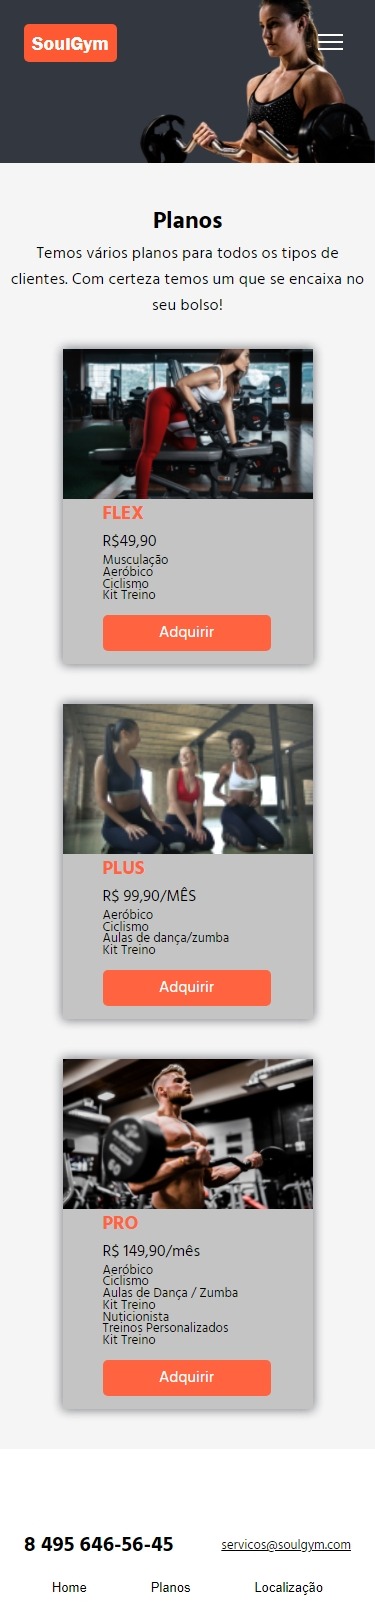 SoulGym
Planos
Temos vários planos para todos os tipos de
clientes. Com certeza temos um que se encaixa no
seu bolso!
FLEX
R$49,90
Musculação
Aeróbico
Ciclismo
Kit Treino
Adquirir
PLUS
R$ 99,90/MÊS
Aeróbico
Ciclismo
Aulas de dança/zumba
Kit Treino
Adquirir
PRO
R$ 149,90/mês
Aeróbico
Ciclismo
Aulas de Dança / Zumba
Kit Treino
Nuticionista
Treinos Personalizados
Kit Treino
Adquirir
8 495 646-56-45
servicos@soulgym.com
Home Planos Localização